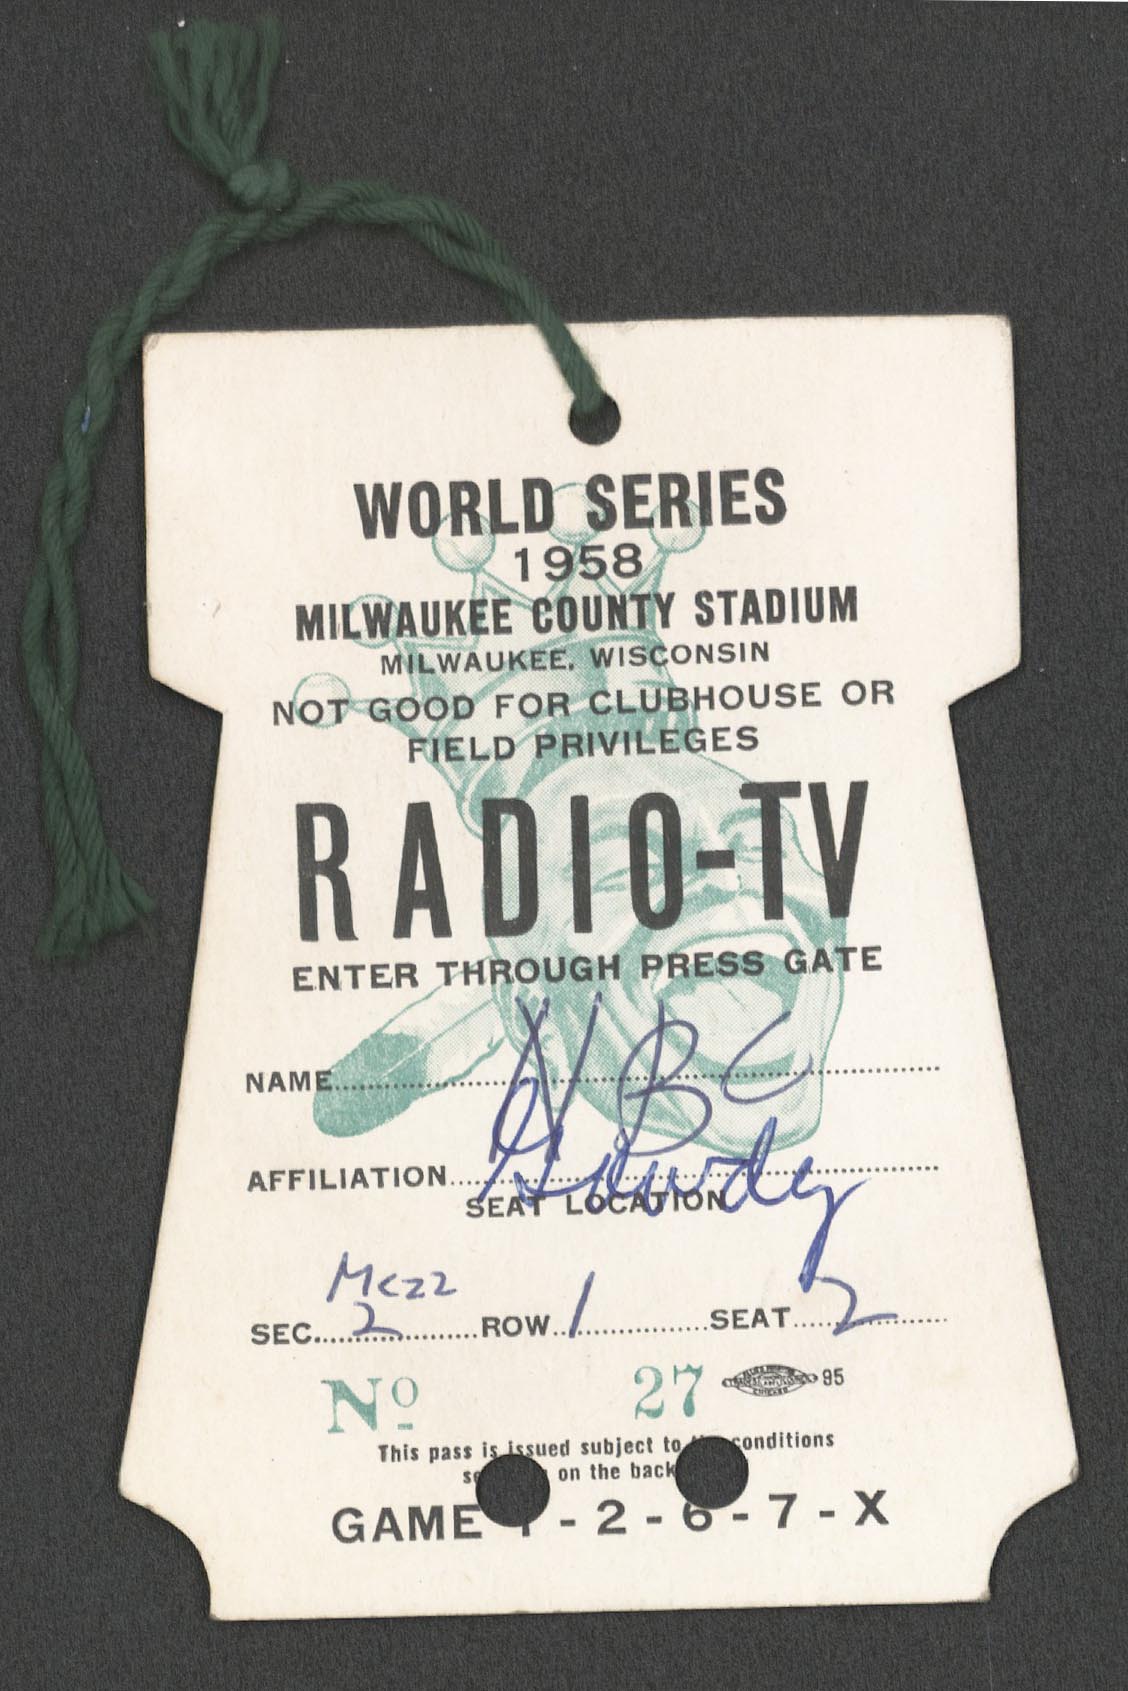 WORLD SERIES
1958
MILWAUKEE COUNTY STADIUM
MILWAUKEE, WISCONSIN
NOT GOOD FOR CLUBHOUSE OR
FIELD PRIVILEGES
RADIO-TV
ENTER THROUGH PRESS GATE
NAME NBC
AFFILIATION Howdy
SEAT LOCATION
Mezz
SEC. 2 ROW 1 SEAT 2
No 27 95
This pass is issued subject to conditions
on the back
GAME 1 - 2 - 6 - 7 - X